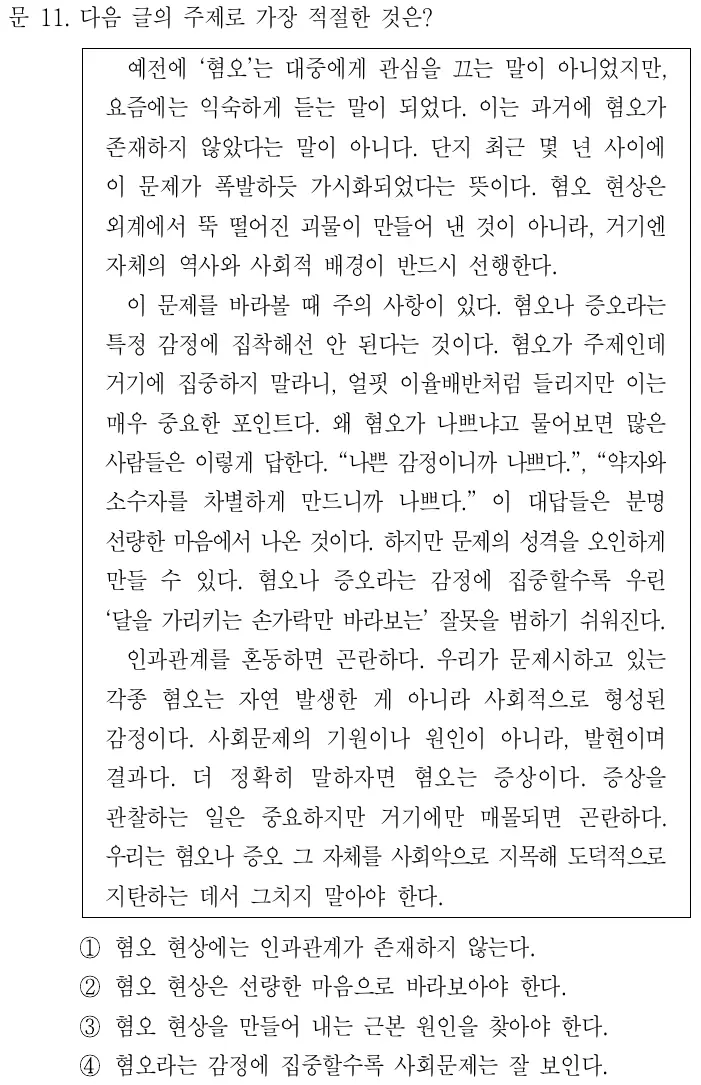 문 11. 다음 글의 주제로 가장 적절한 것은?
예전에 ‘혐오’는 대중에게 관심을 끄는 말이 아니었지만,
요즘에는 익숙하게 듣는 말이 되었다. 이는 과거에 혐오가
존재하지 않았다는 말이 아니다. 단지 최근 몇 년 사이에
이 문제가 폭발하듯 가시화되었다는 뜻이다. 혐오 현상은
외계에서 뚝 떨어진 괴물이 만들어 낸 것이 아니라, 거기엔
자체의 역사와 사회적 배경이 반드시 선행한다.
이 문제를 바라볼 때 주의 사항이 있다. 혐오나 증오라는
특정 감정에 집착해선 안 된다는 것이다. 혐오가 주제인데
거기에 집중하지 말라니, 얼핏 이율배반처럼 들리지만 이는
매우 중요한 포인트다. 왜 혐오가 나쁘냐고 물어보면 많은
사람들은 이렇게 답한다. “나쁜 감정이니까 나쁘다.”, “약자와
소수자를 차별하게 만드니까 나쁘다.” 이 대답들은 분명
선량한 마음에서 나온 것이다. 하지만 문제의 성격을 오인하게
만들 수 있다. 혐오나 증오라는 감정에 집중할수록 우린
‘달을 가리키는 손가락만 바라보는’ 잘못을 범하기 쉬워진다.
인과관계를 혼동하면 곤란하다. 우리가 문제시하고 있는
각종 혐오는 자연 발생한 게 아니라 사회적으로 형성된
감정이다. 사회문제의 기원이나 원인이 아니라, 발현이며
결과다. 더 정확히 말하자면 혐오는 증상이다. 증상을
관찰하는 일은 중요하지만 거기에만 매몰되면 곤란하다.
우리는 혐오나 증오 그 자체를 사회악으로 지목해 도덕적으로
지탄하는 데서 그치지 말아야 한다.
① 혐오 현상에는 인과관계가 존재하지 않는다.
② 혐오 현상은 선량한 마음으로 바라보아야 한다.
③ 혐오 현상을 만들어 내는 근본 원인을 찾아야 한다.
④ 혐오라는 감정에 집중할수록 사회문제는 잘 보인다.